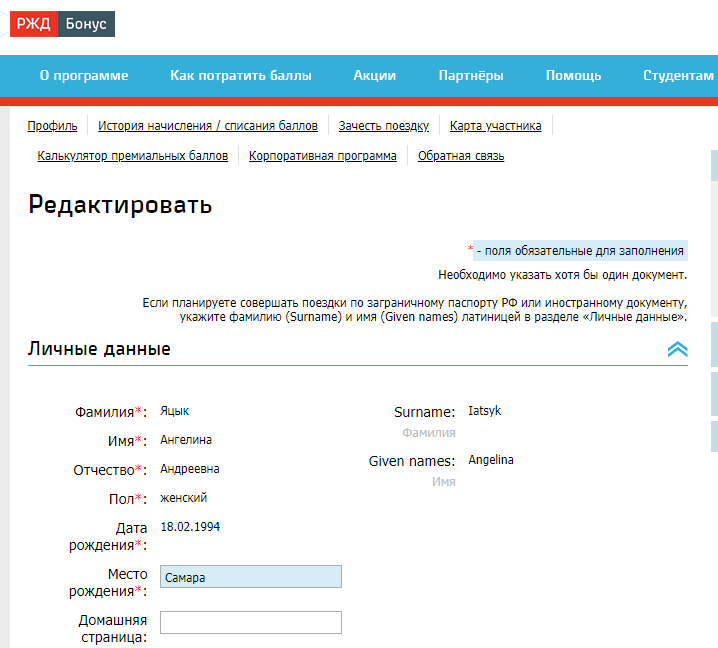 РЖД Бонус
О программе Как потратить баллы Акции Партнёры Помощь Студентам
Профиль История начисления / списания баллов Зачесть поездку Карта участника
Калькулятор премиальных баллов Корпоративная программа Обратная связь
Редактировать
* - поля обязательные для заполнения
Необходимо указать хотя бы один документ.
Если планируете совершать поездки по заграничному паспорту РФ или иностранному документу,
укажите фамилию (Surname) и имя (Given names) латиницей в разделе «Личные данные».
Личные данные
Фамилия*: Яцык
Имя*: Ангелина
Отчество*: Андреевна
Пол*: женский
Дата
рождения*: 18.02.1994
Место
рождения*: Самара
Домашняя
страница:
Surname: Iatsyk
Фамилия
Given names: Angelina
Имя